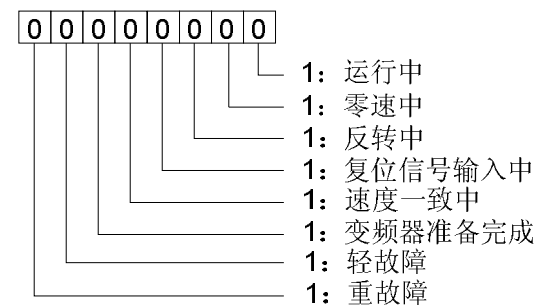 0 0 0 0 0 0 0 0
1：运行中
1：零速中
1：反转中
1：复位信号输入中
1：速度一致中
1：变频器准备完成
1：轻故障
1：重故障